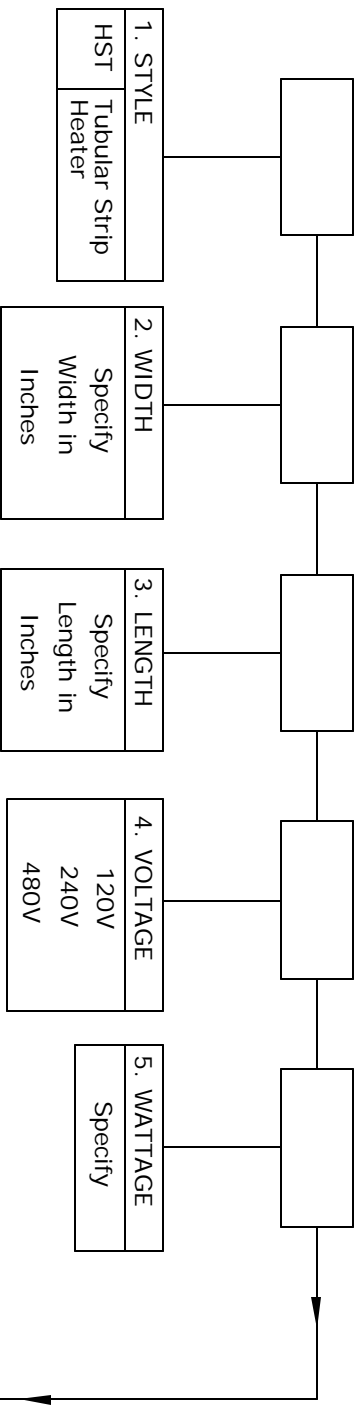 1. STYLE
HST
Tubular Strip
Heater
2. WIDTH
Specify
Width in
Inches
3. LENGTH
Specify
Length in
Inches
4. VOLTAGE
120V
240V
480V
5. WATTAGE
Specify